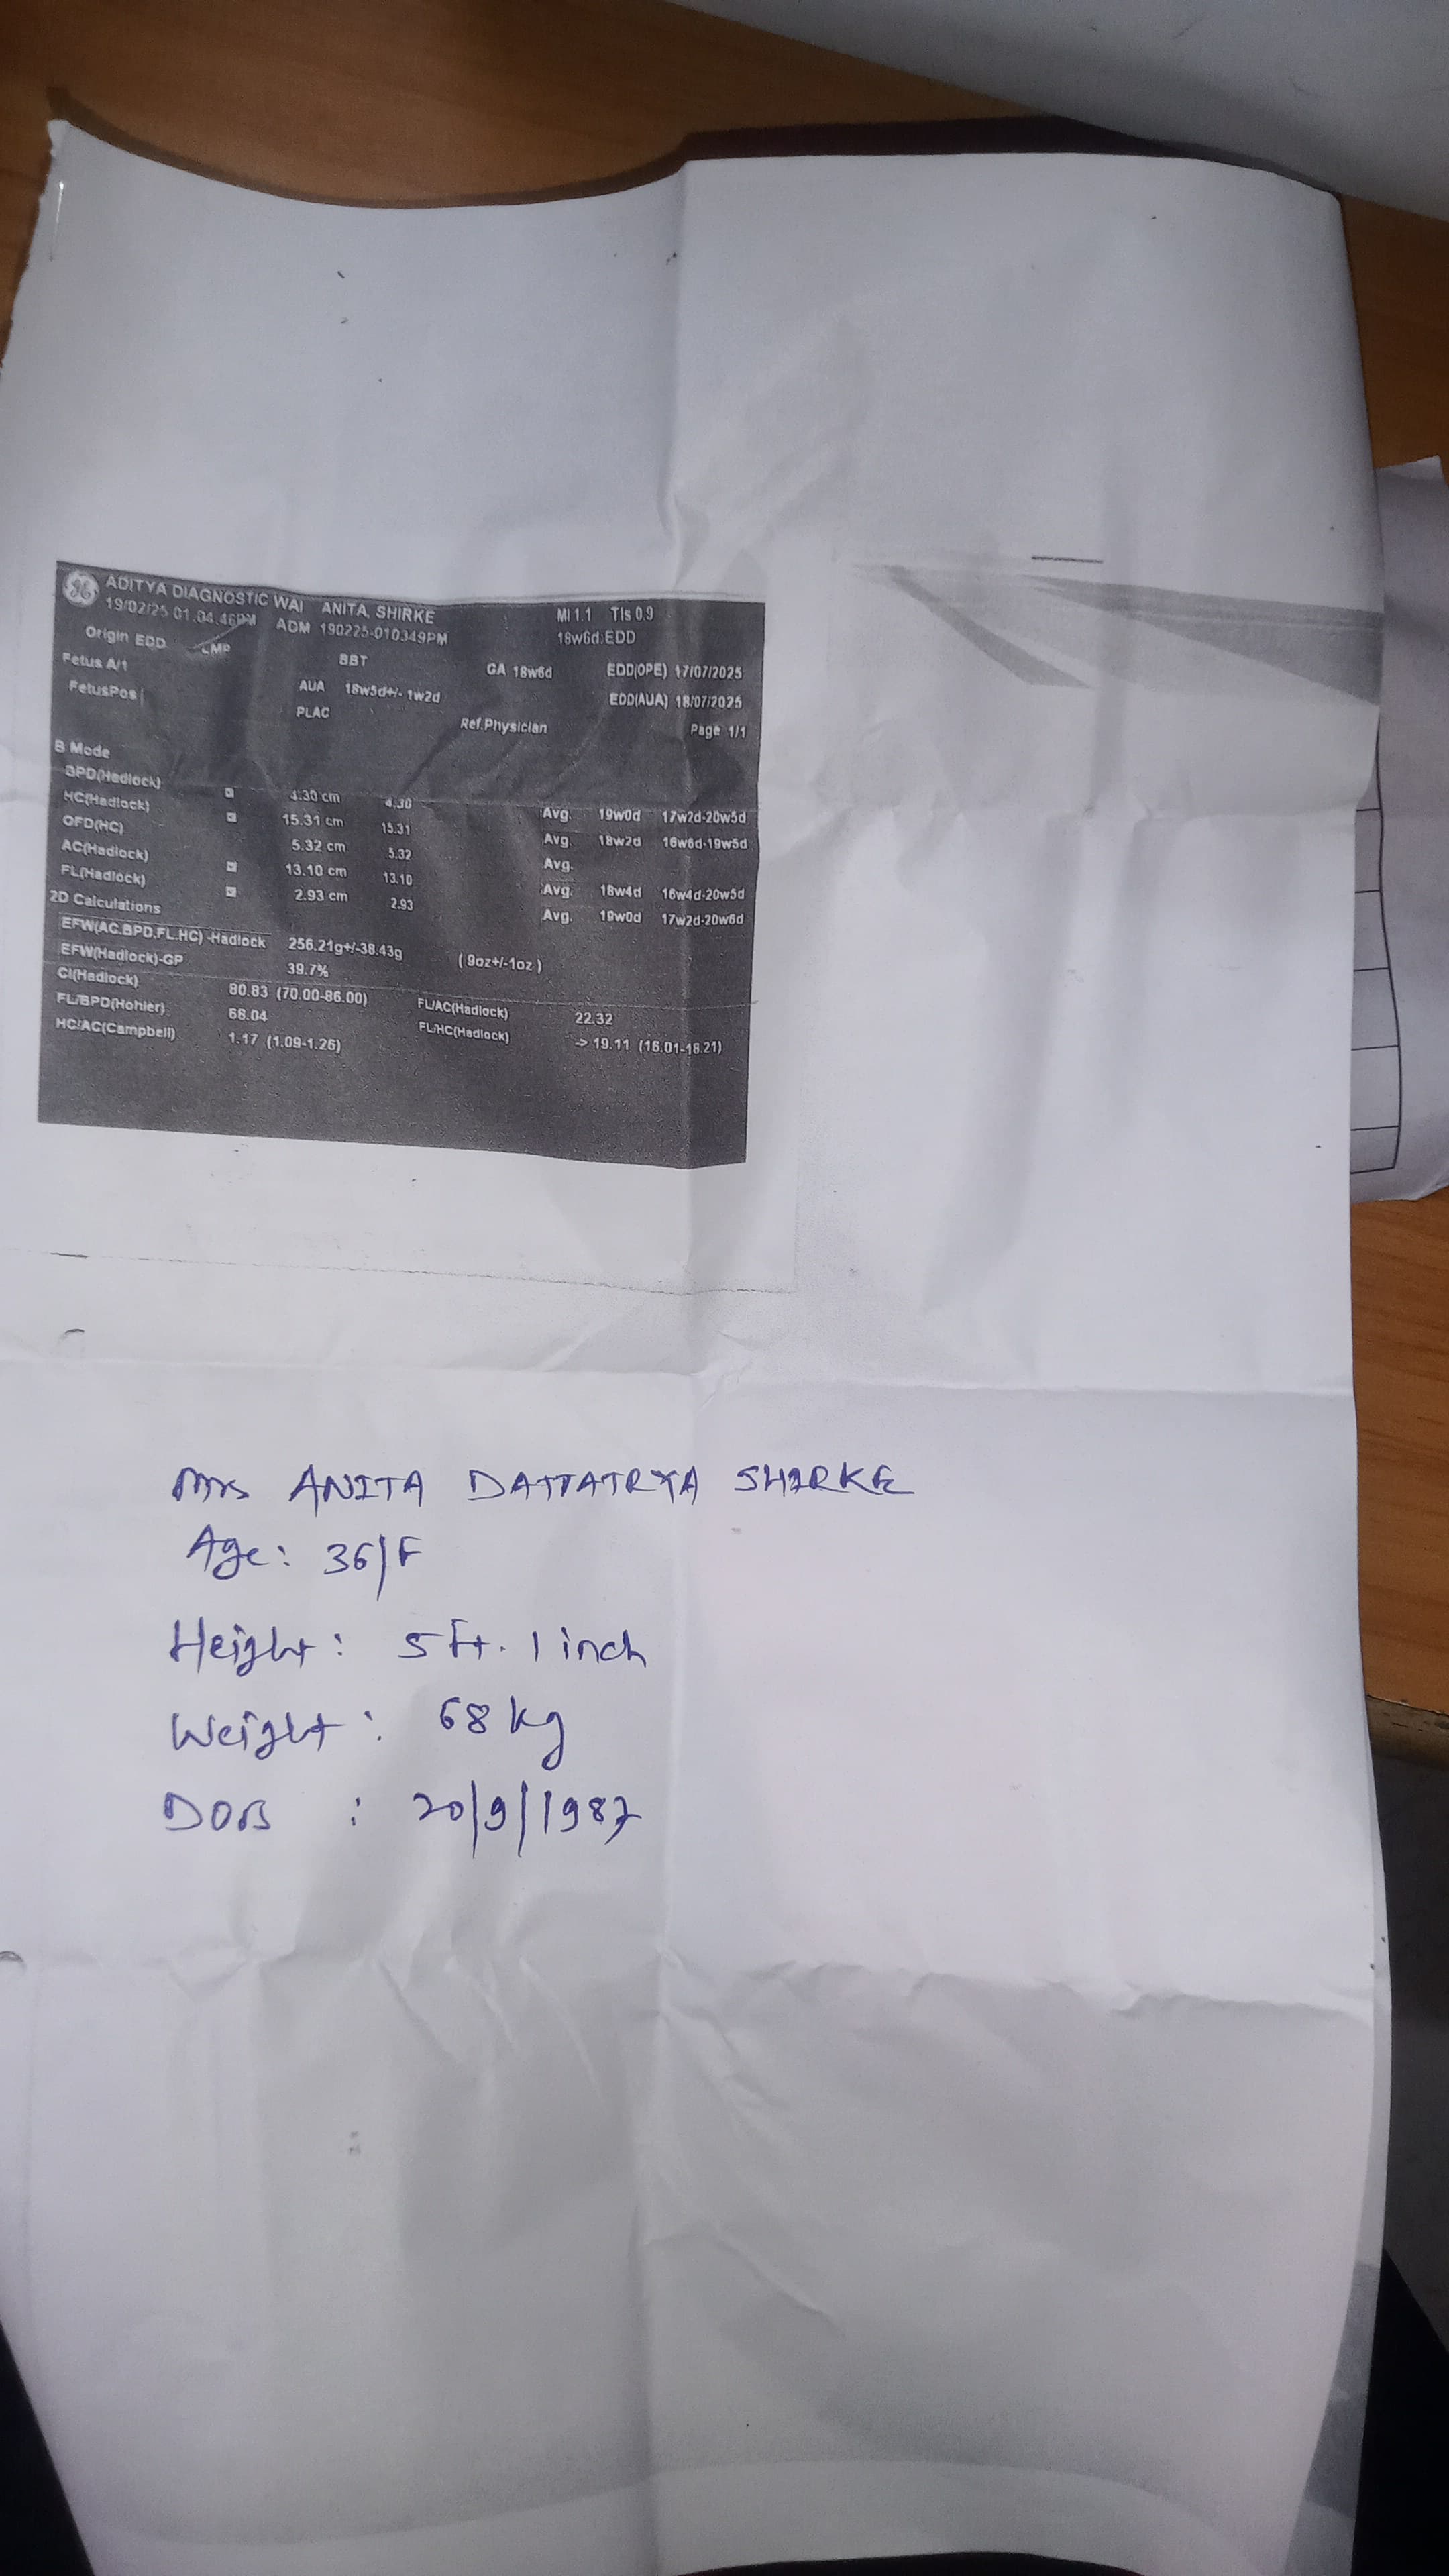 ADITYA DIAGNOSTIC WAI ANITA, SHIRKE MI 1.1 TIs 0.9
19/02/25 01.04.46PM ADM 190225-010349PM 18w6d EDD
Origin EDD LMP BBT GA 18w6d EDD(OPE) 17/07/2025
Fetus A/1 AUA 18w5d+/- 1w2d EDD(AUA) 18/07/2025
FetusPos PLAC Ref.Physician Page 1/1
B Mode
BPD(Hadlock) 4.30 cm 4.30 Avg. 19w0d 17w2d-20w5d
HC(Hadlock) 15.31 cm 15.31 Avg. 18w2d 16w6d-19w5d
OFD(HC) 5.32 cm 5.32 Avg.
AC(Hadlock) 13.10 cm 13.10 Avg. 18w4d 16w4d-20w5d
FL(Hadlock) 2.93 cm 2.93 Avg. 19w0d 17w2d-20w6d
2D Calculations
EFW(AC,BPD,FL,HC) -Hadlock 256.21g+/-38.43g (9oz+/-1oz)
EFW(Hadlock)-GP 39.7%
CI(Hadlock) 80.83 (70.00-86.00) FL/AC(Hadlock) 22.32
FL/BPD(Hohler) 68.04 FL/HC(Hadlock) -> 19.11 (16.01-18.21)
HC/AC(Campbell) 1.17 (1.09-1.26)
Mrs ANITA DATTATRYA SHIRKE
Age: 36/F
Height: 5 ft. 1 inch
Weight: 68 kg
DOB : 20/9/1987